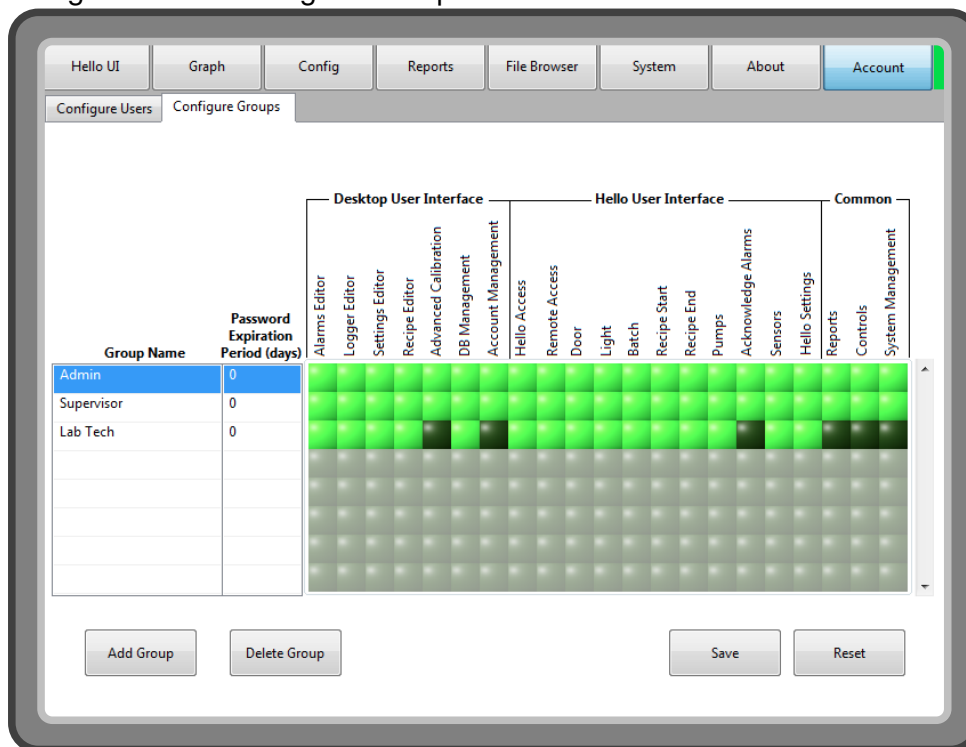 Hello UI
Graph
Config
Reports
File Browser
System
About
Account
Configure Users
Configure Groups
Desktop User Interface
Hello User Interface
Common
Group Name
Password
Expiration
Period (days)
Alarms Editor
Logger Editor
Settings Editor
Recipe Editor
Advanced Calibration
DB Management
Account Management
Hello Access
Remote Access
Door
Light
Batch
Recipe Start
Recipe End
Pumps
Acknowledge Alarms
Sensors
Hello Settings
Reports
Controls
System Management
Admin 0
Supervisor 0
Lab Tech 0
Add Group
Delete Group
Save
Reset